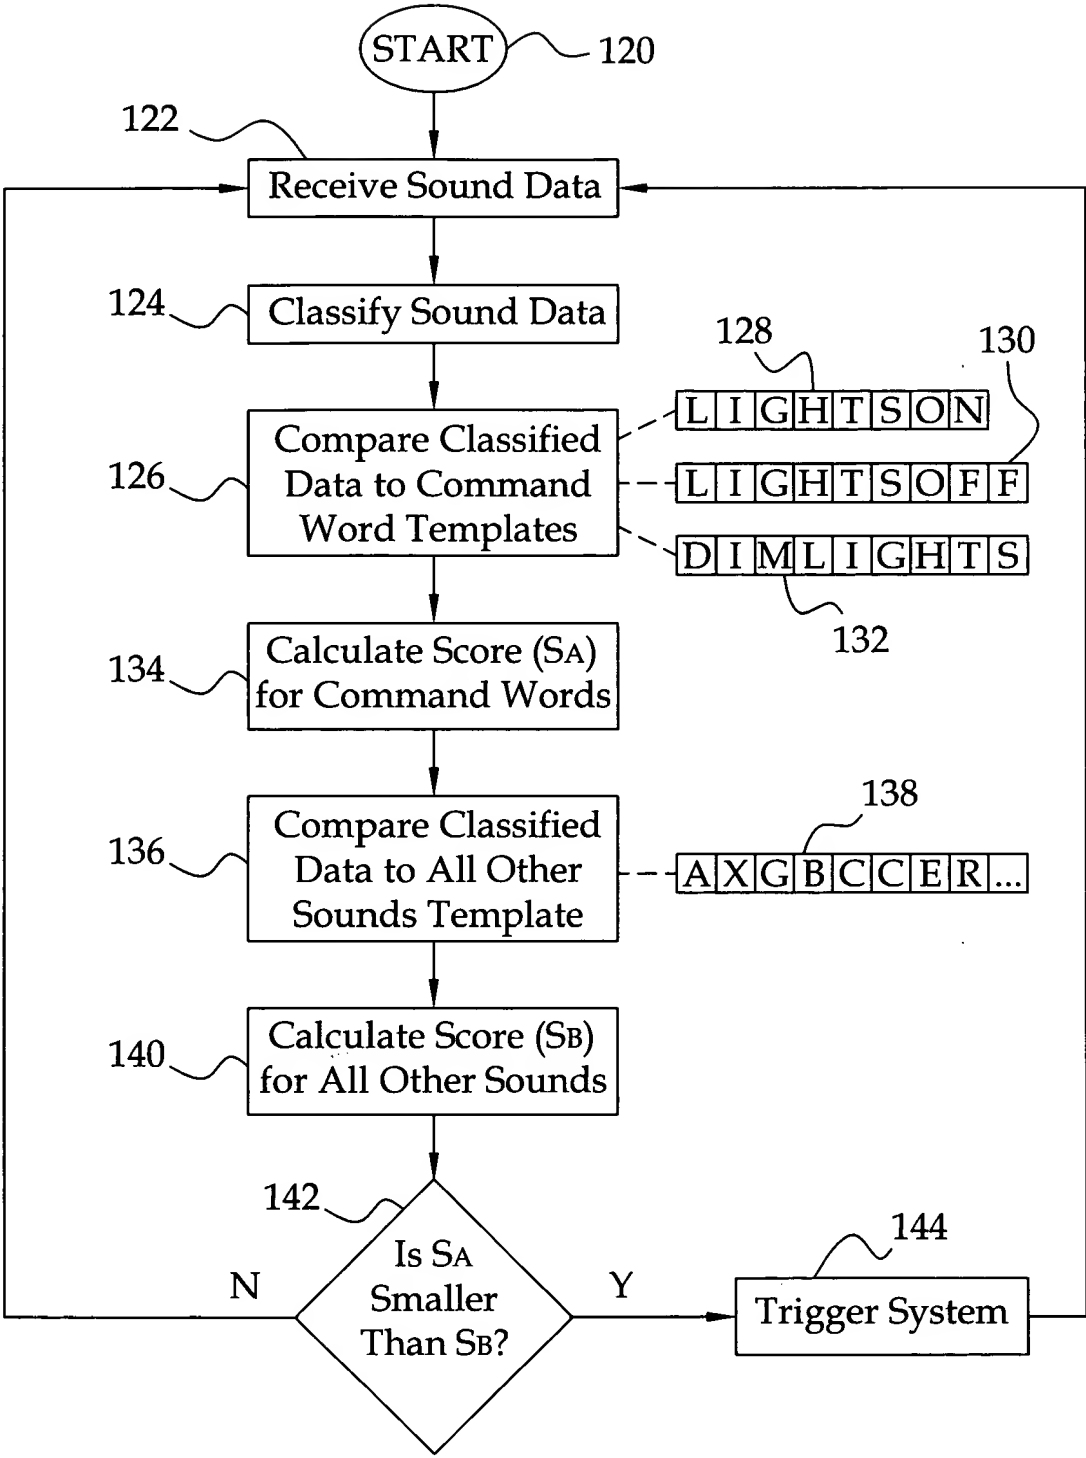 START
120
122
Receive Sound Data
124
Classify Sound Data
128
130
LIGHTSON
126
Compare Classified
Data to Command
Word Templates
LIGHTSOFF
DIMLIGHTS
132
134
Calculate Score (SA)
for Command Words
138
136
Compare Classified
Data to All Other
Sounds Template
AXGBCCER...
140
Calculate Score (SB)
for All Other Sounds
142
144
Is SA
Smaller
Than SB?
N
Y
Trigger System